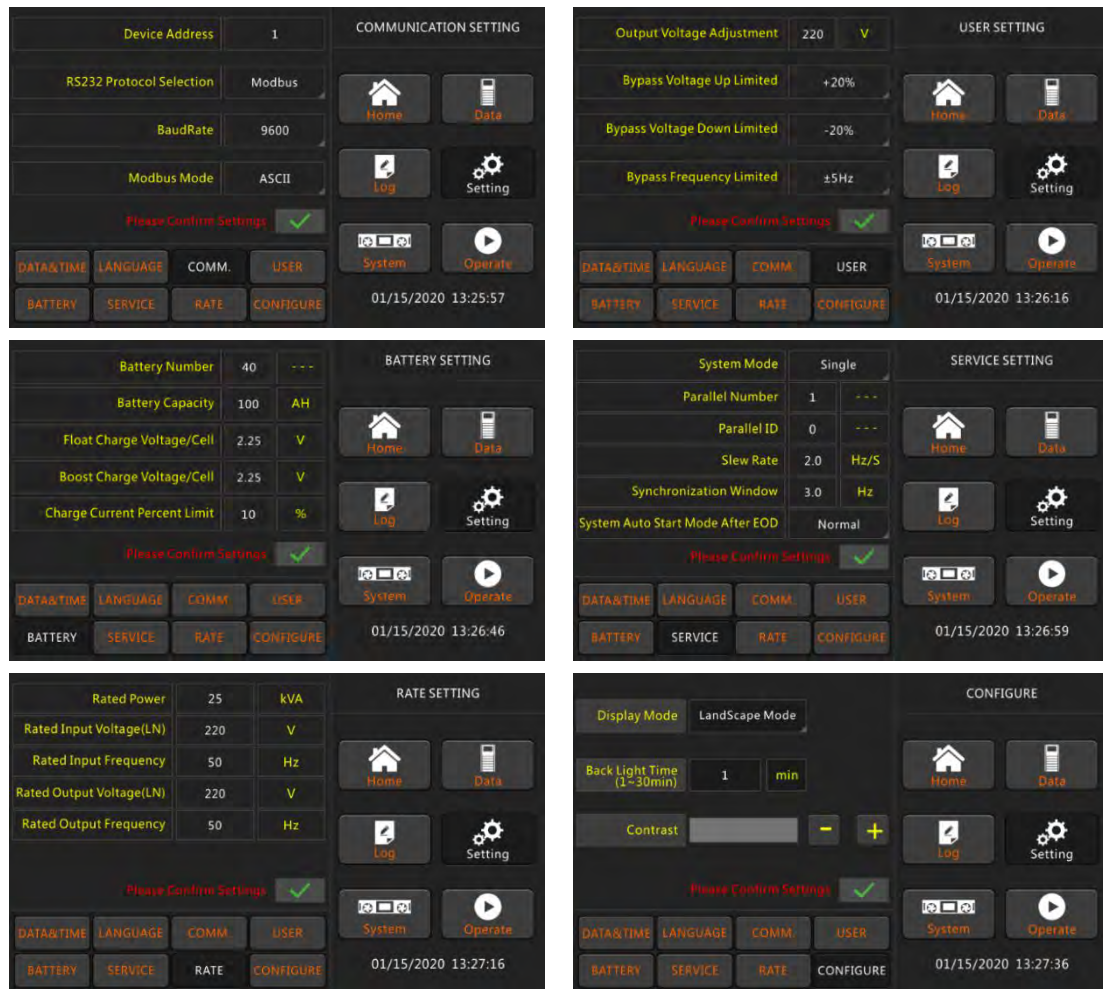 COMMUNICATION SETTING
Device Address 1
RS232 Protocol Selection Modbus
BaudRate 9600
Modbus Mode ASCII
Please Confirm Settings
Home Data
Log Setting
System Operate
DATA&TIME LANGUAGE COMM. USER
BATTERY SERVICE RATE CONFIGURE
01/15/2020 13:25:57
USER SETTING
Output Voltage Adjustment 220 V
Bypass Voltage Up Limited +20%
Bypass Voltage Down Limited -20%
Bypass Frequency Limited ±5Hz
Please Confirm Settings
Home Data
Log Setting
System Operate
DATA&TIME LANGUAGE COMM. USER
BATTERY SERVICE RATE CONFIGURE
01/15/2020 13:26:16
BATTERY SETTING
Battery Number 40 ---
Battery Capacity 100 AH
Float Charge Voltage/Cell 2.25 V
Boost Charge Voltage/Cell 2.25 V
Charge Current Percent Limit 10 %
Please Confirm Settings
Home Data
Log Setting
System Operate
DATA&TIME LANGUAGE COMM. USER
BATTERY SERVICE RATE CONFIGURE
01/15/2020 13:26:46
SERVICE SETTING
System Mode Single
Parallel Number 1 ---
Parallel ID 0 ---
Slew Rate 2.0 Hz/S
Synchronization Window 3.0 Hz
System Auto Start Mode After EOD Normal
Please Confirm Settings
Home Data
Log Setting
System Operate
DATA&TIME LANGUAGE COMM. USER
BATTERY SERVICE RATE CONFIGURE
01/15/2020 13:26:59
RATE SETTING
Rated Power 25 kVA
Rated Input Voltage(LN) 220 V
Rated Input Frequency 50 Hz
Rated Output Voltage(LN) 220 V
Rated Output Frequency 50 Hz
Please Confirm Settings
Home Data
Log Setting
System Operate
DATA&TIME LANGUAGE COMM. USER
BATTERY SERVICE RATE CONFIGURE
01/15/2020 13:27:16
CONFIGURE
Display Mode LandScape Mode
Back Light Time
(1~30min) 1 min
Contrast - +
Please Confirm Settings
Home Data
Log Setting
System Operate
DATA&TIME LANGUAGE COMM. USER
BATTERY SERVICE RATE CONFIGURE
01/15/2020 13:27:36